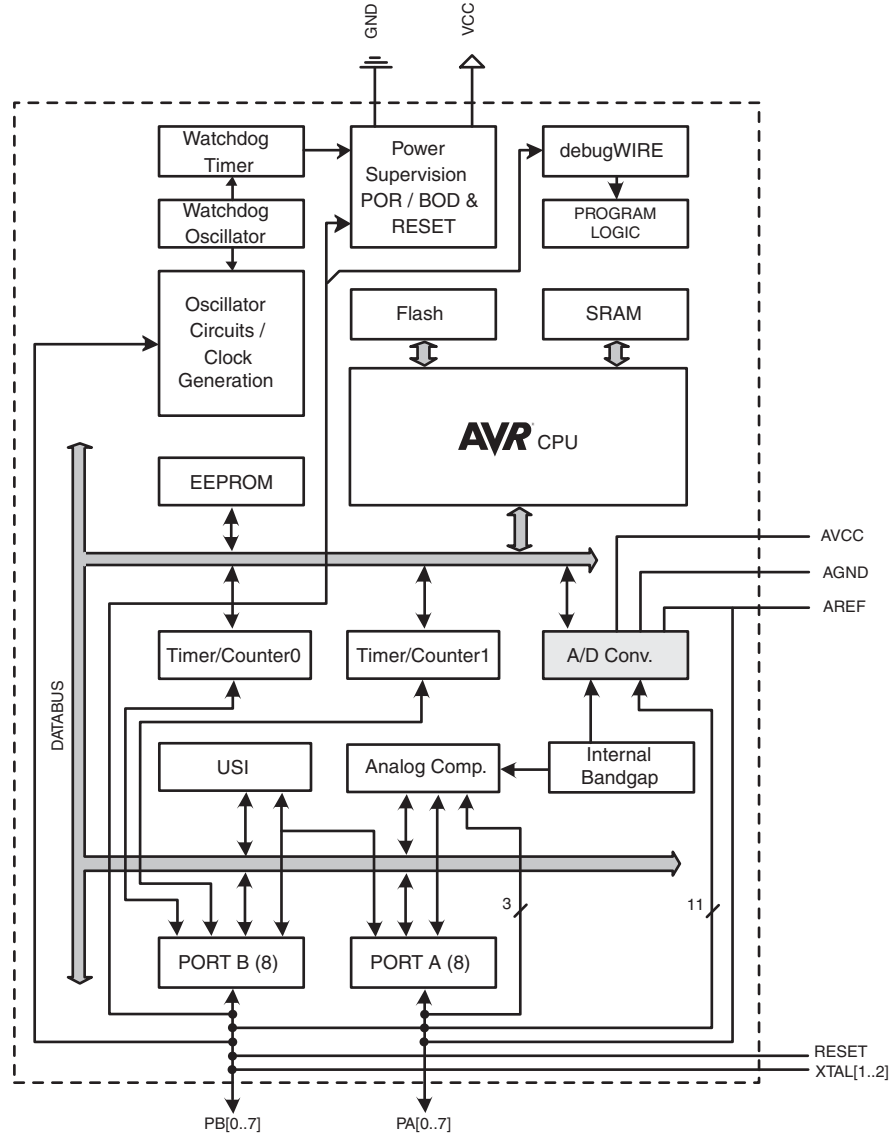 GND
VCC
Watchdog
Timer
Power
Supervision
POR / BOD &
RESET
debugWIRE
Watchdog
Oscillator
PROGRAM
LOGIC
Oscillator
Circuits /
Clock
Generation
Flash
SRAM
AVR® CPU
EEPROM
AVCC
AGND
AREF
Timer/Counter0
Timer/Counter1
A/D Conv.
DATABUS
USI
Analog Comp.
Internal
Bandgap
3
11
PORT B (8)
PORT A (8)
RESET
XTAL[1..2]
PB[0..7]
PA[0..7]